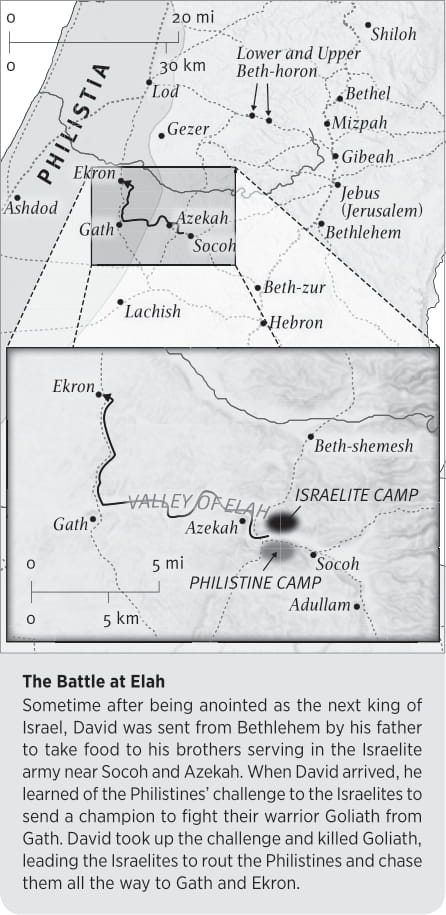 0
20 mi
0
30 km
PHILISTIA
Shiloh
Lower and Upper
Beth-horon
Lod
Bethel
Gezer
Mizpah
Gibeah
Ekron
Jebus
(Jerusalem)
Ashdod
Gath
Azekah
Socoh
Bethlehem
Beth-zur
Lachish
Hebron
Ekron
Beth-shemesh
VALLEY OF ELAH
ISRAELITE CAMP
Gath
Azekah
0
5 mi
Socoh
PHILISTINE CAMP
Adullam
0
5 km
The Battle at Elah
Sometime after being anointed as the next king of
Israel, David was sent from Bethlehem by his father
to take food to his brothers serving in the Israelite
army near Socoh and Azekah. When David arrived, he
learned of the Philistines’ challenge to the Israelites to
send a champion to fight their warrior Goliath from
Gath. David took up the challenge and killed Goliath,
leading the Israelites to rout the Philistines and chase
them all the way to Gath and Ekron.